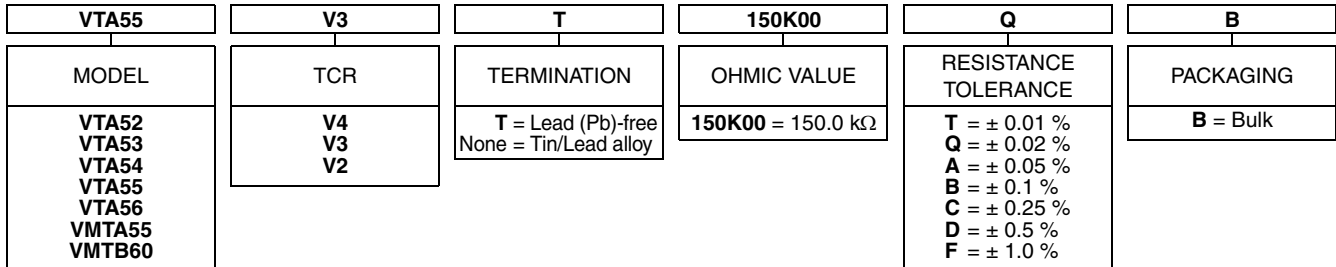 VTA55 V3 T 150K00 Q B
MODEL TCR TERMINATION OHMIC VALUE RESISTANCE TOLERANCE PACKAGING
VTA52
VTA53
VTA54
VTA55
VTA56
VMTA55
VMTB60
V4
V3
V2
T = Lead (Pb)-free
None = Tin/Lead alloy
150K00 = 150.0 kΩ
T = ± 0.01 %
Q = ± 0.02 %
A = ± 0.05 %
B = ± 0.1 %
C = ± 0.25 %
D = ± 0.5 %
F = ± 1.0 %
B = Bulk